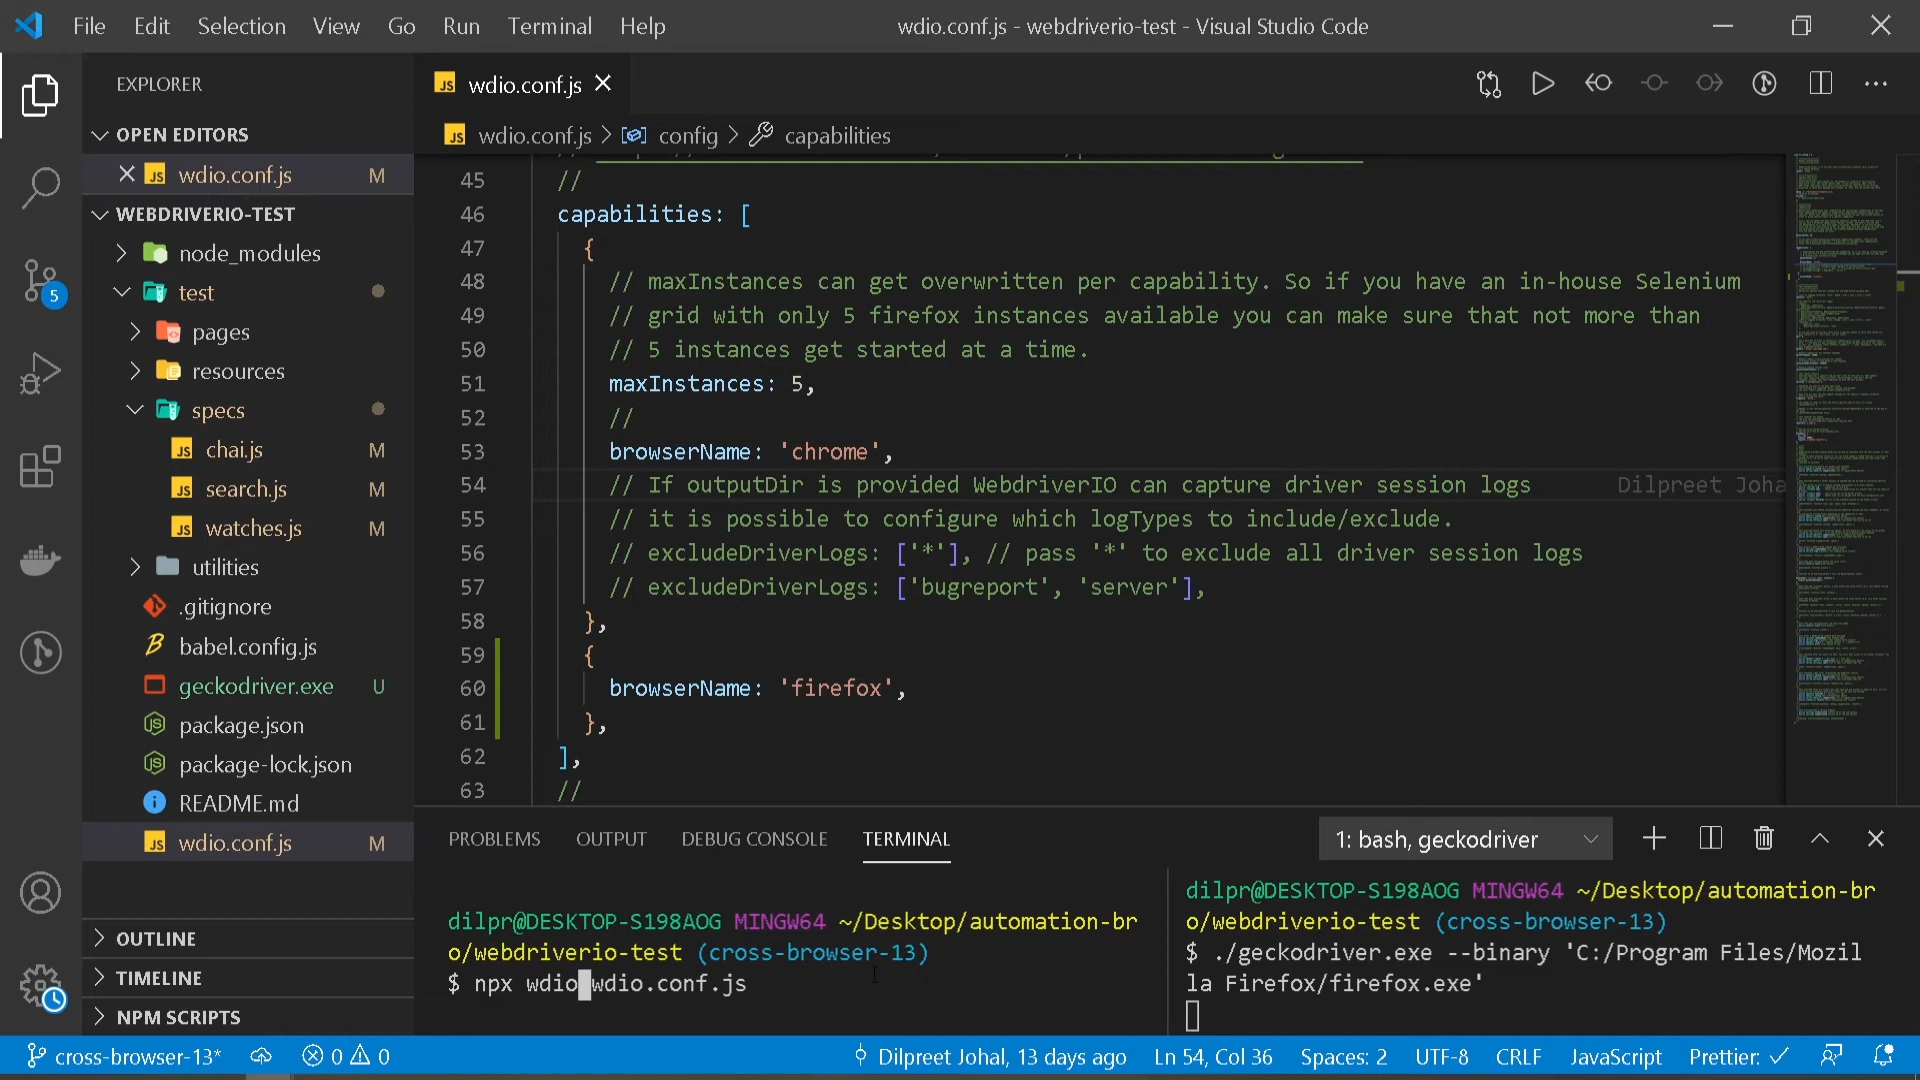 File Edit Selection View Go Run Terminal Help
wdio.conf.js - webdriverio-test - Visual Studio Code
EXPLORER
OPEN EDITORS
JS wdio.conf.js M
WEBDRIVERIO-TEST
node_modules
test
pages
resources
specs
JS chai.js M
JS search.js M
JS watches.js M
utilities
.gitignore
babel.config.js
geckodriver.exe U
package.json
package-lock.json
README.md
JS wdio.conf.js M
OUTLINE
TIMELINE
NPM SCRIPTS
5
JS wdio.conf.js
JS wdio.conf.js > config > capabilities
45 //
46 capabilities: [
47 {
48 // maxInstances can get overwritten per capability. So if you have an in-house Selenium
49 // grid with only 5 firefox instances available you can make sure that not more than
50 // 5 instances get started at a time.
51 maxInstances: 5,
52 //
53 browserName: 'chrome',
54 // If outputDir is provided WebdriverIO can capture driver session logs Dilpreet Joha
55 // it is possible to configure which logTypes to include/exclude.
56 // excludeDriverLogs: ['*'], // pass '*' to exclude all driver session logs
57 // excludeDriverLogs: ['bugreport', 'server'],
58 },
59 {
60 browserName: 'firefox',
61 },
62 ],
63 //
PROBLEMS OUTPUT DEBUG CONSOLE TERMINAL
1: bash, geckodriver
dilpr@DESKTOP-S198AOG MINGW64 ~/Desktop/automation-br
o/webdriverio-test (cross-browser-13)
$ npx wdio wdio.conf.js
dilpr@DESKTOP-S198AOG MINGW64 ~/Desktop/automation-br
o/webdriverio-test (cross-browser-13)
$ ./geckodriver.exe --binary 'C:/Program Files/Mozil
la Firefox/firefox.exe'
cross-browser-13* 0 0 Dilpreet Johal, 13 days ago Ln 54, Col 36 Spaces: 2 UTF-8 CRLF JavaScript Prettier: ✓